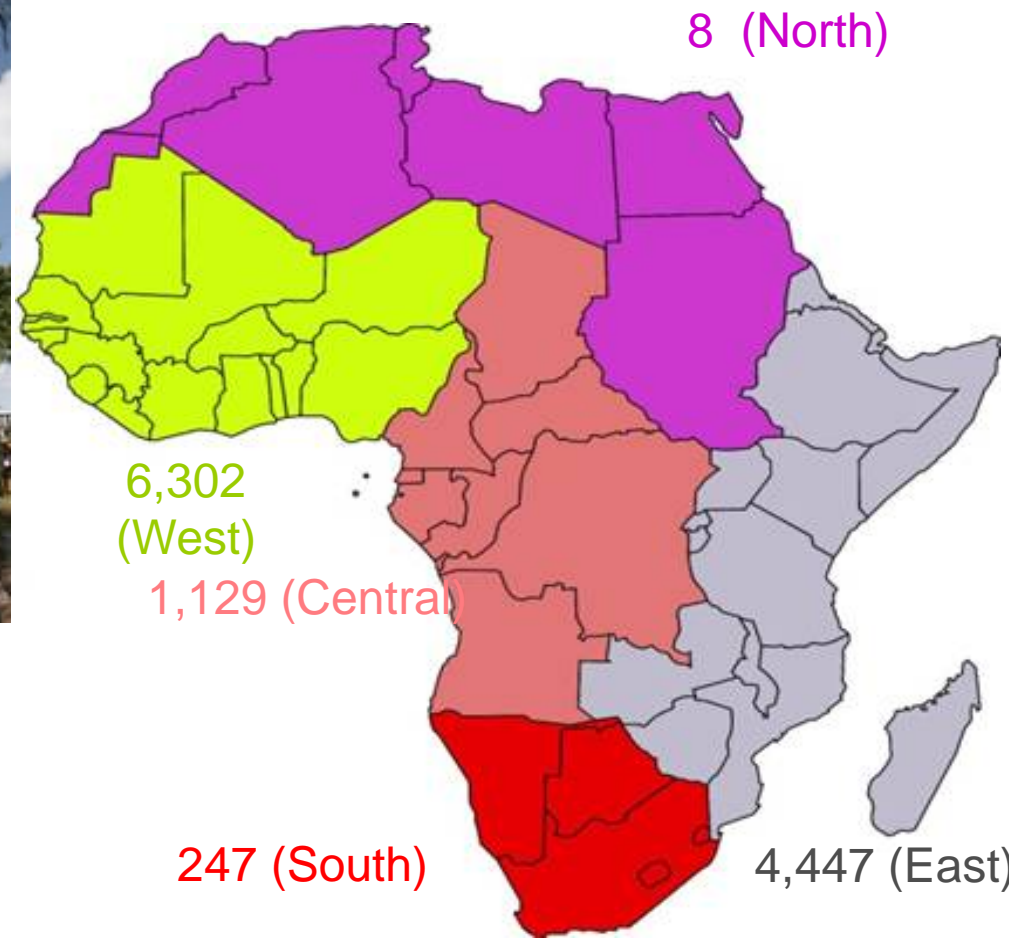 8 (North)
6,302
(West)
1,129 (Central)
247 (South)
4,447 (East)